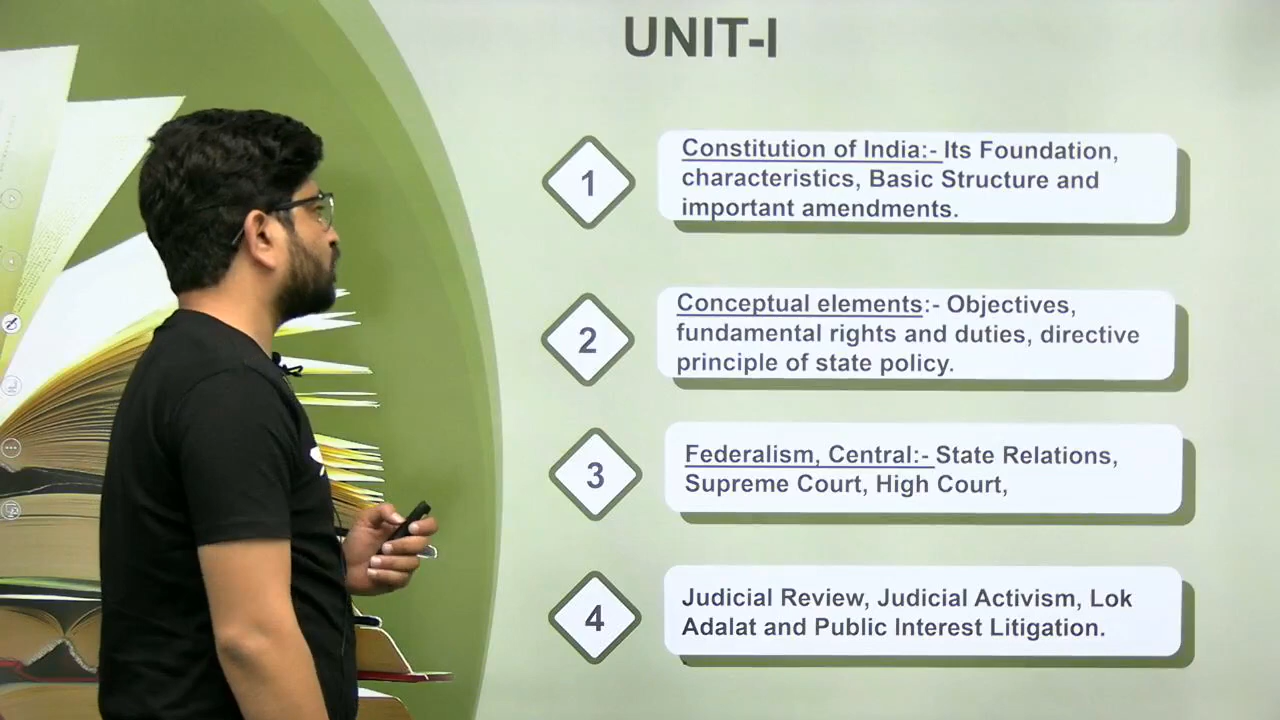 UNIT-I
1
Constitution of India:- Its Foundation,
characteristics, Basic Structure and
important amendments.
2
Conceptual elements:- Objectives,
fundamental rights and duties, directive
principle of state policy.
3
Federalism, Central:- State Relations,
Supreme Court, High Court,
4
Judicial Review, Judicial Activism, Lok
Adalat and Public Interest Litigation.